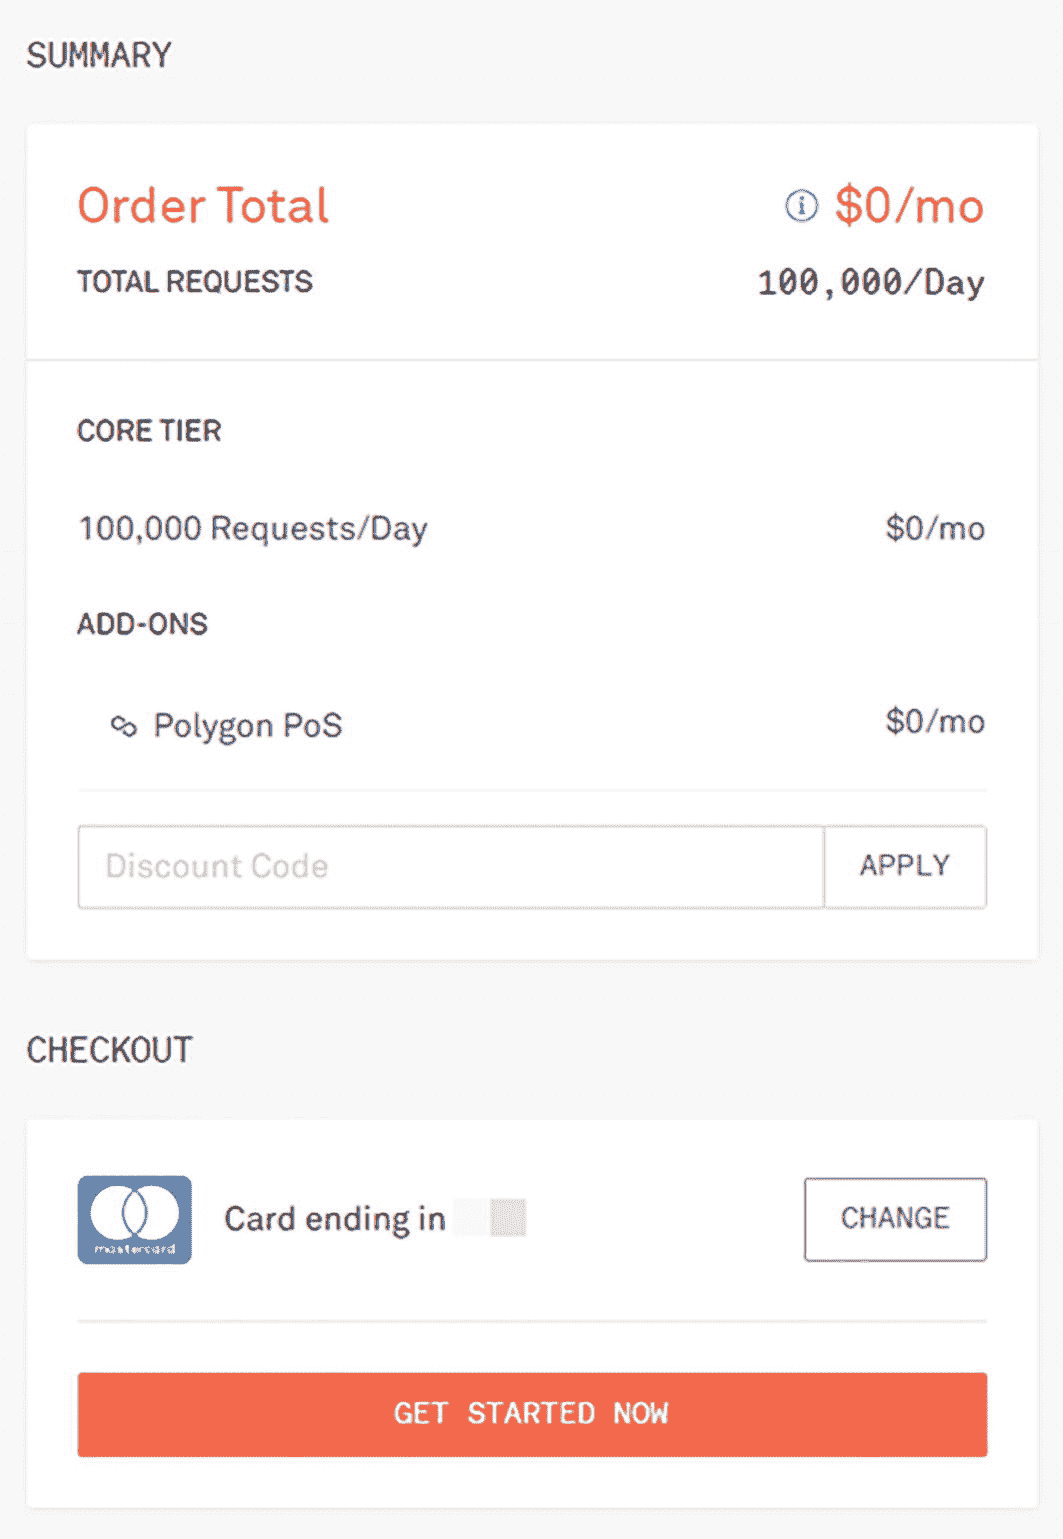 SUMMARY
Order Total
$0/mo
TOTAL REQUESTS
100,000/Day
CORE TIER
100,000 Requests/Day
$0/mo
ADD-ONS
Polygon PoS
$0/mo
Discount Code
APPLY
CHECKOUT
mastercard
Card ending in
CHANGE
GET STARTED NOW